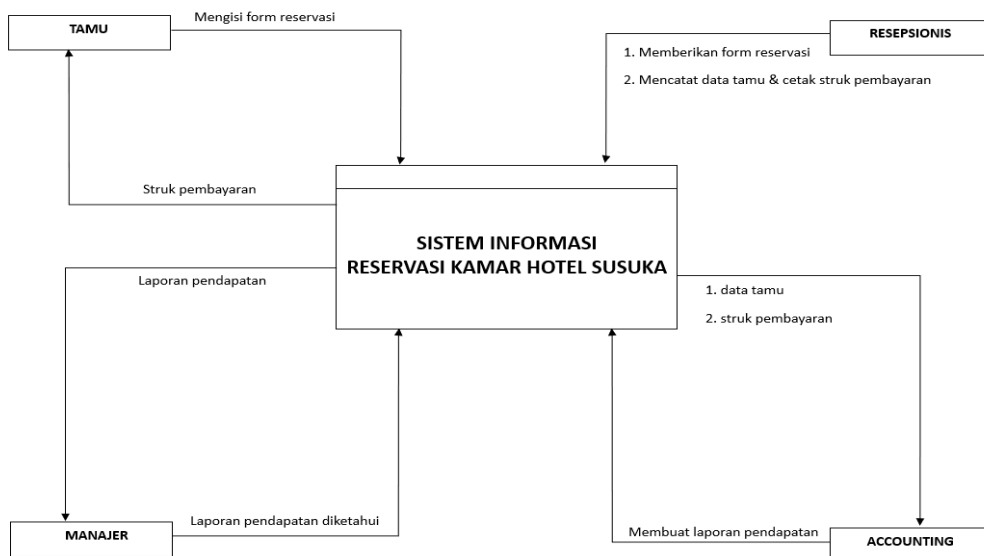 TAMU
Mengisi form reservasi
RESEPSIONIS
1. Memberikan form reservasi
2. Mencatat data tamu & cetak struk pembayaran
Struk pembayaran
SISTEM INFORMASI
RESERVASI KAMAR HOTEL SUSUKA
Laporan pendapatan
1. data tamu
2. struk pembayaran
MANAJER
Laporan pendapatan diketahui
Membuat laporan pendapatan
ACCOUNTING